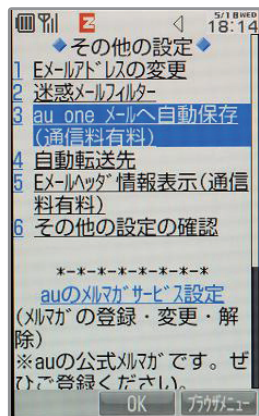 5/18 WED
18:14
◆その他の設定◆
1 Eメールアドレスの変更
2 迷惑メールフィルター
3 au one メールへ自動保存
(通信料有料)
4 自動転送先
5 Eメールヘッダ情報表示(通信
料有料)
6 その他の設定の確認
*-*-*-*-*-*-*
auのメルマガサービス設定
(メルマガの登録・変更・解
除)
※auの公式メルマガです。ぜ
ひご登録ください。
OK ブラウザメニュー